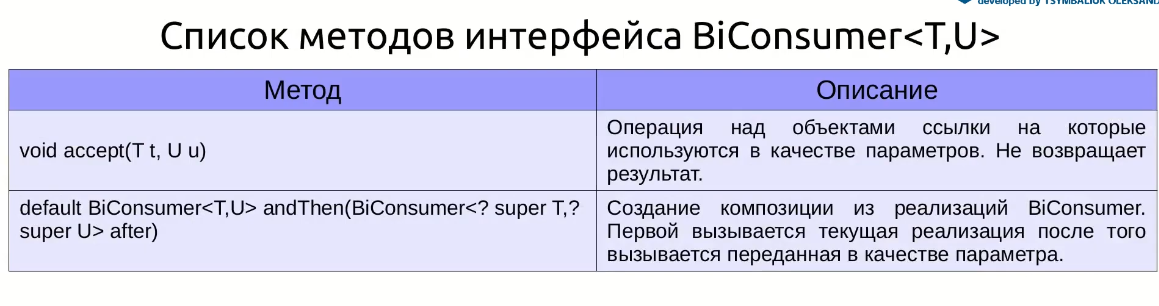 developed by TSYMBALIUK OLEKSAND
Список методов интерфейса BiConsumer<T,U>
Метод
Описание
void accept(T t, U u)
Операция над объектами ссылки на которые
используются в качестве параметров. Не возвращает
результат.
default BiConsumer<T,U> andThen(BiConsumer<? super T,?
super U> after)
Создание композиции из реализаций BiConsumer.
Первой вызывается текущая реализация после того
вызывается переданная в качестве параметра.